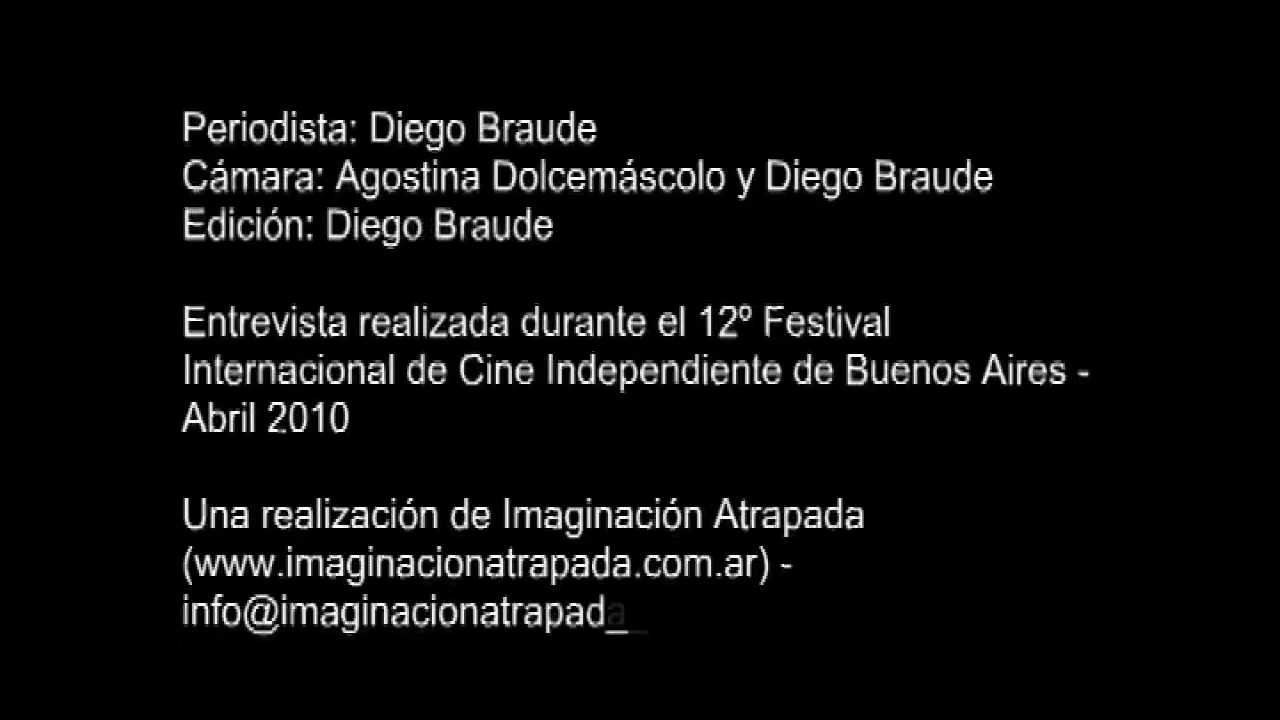 Periodista: Diego Braude
Cámara: Agostina Dolcemáscolo y Diego Braude
Edición: Diego Braude
Entrevista realizada durante el 12º Festival
Internacional de Cine Independiente de Buenos Aires -
Abril 2010
Una realización de Imaginación Atrapada
(www.imaginacionatrapada.com.ar) -
info@imaginacionatrapada_